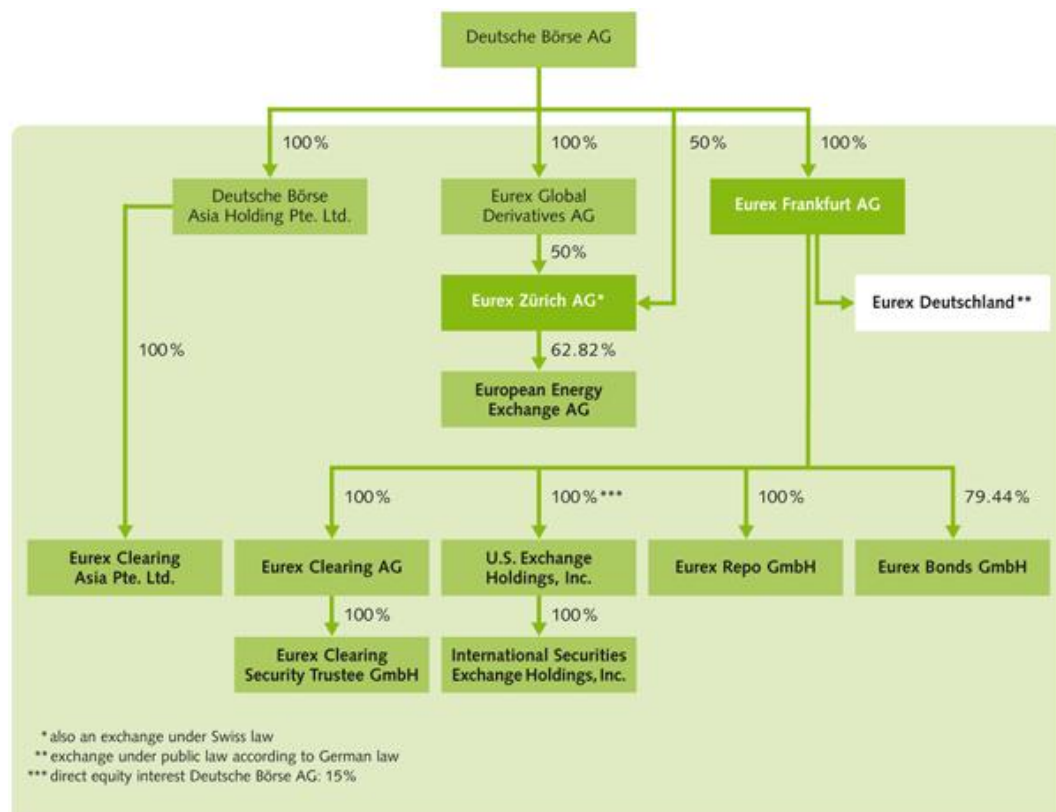 Deutsche Börse AG
100%
100%
50%
100%
Deutsche Börse
Asia Holding Pte. Ltd.
Eurex Global
Derivatives AG
Eurex Frankfurt AG
50%
Eurex Zürich AG*
Eurex Deutschland**
100%
62.82%
European Energy
Exchange AG
100%
100%***
100%
79.44%
Eurex Clearing
Asia Pte. Ltd.
Eurex Clearing AG
U.S. Exchange
Holdings, Inc.
Eurex Repo GmbH
Eurex Bonds GmbH
100%
100%
Eurex Clearing
Security Trustee GmbH
International Securities
Exchange Holdings, Inc.
* also an exchange under Swiss law
** exchange under public law according to German law
*** direct equity interest Deutsche Börse AG: 15%